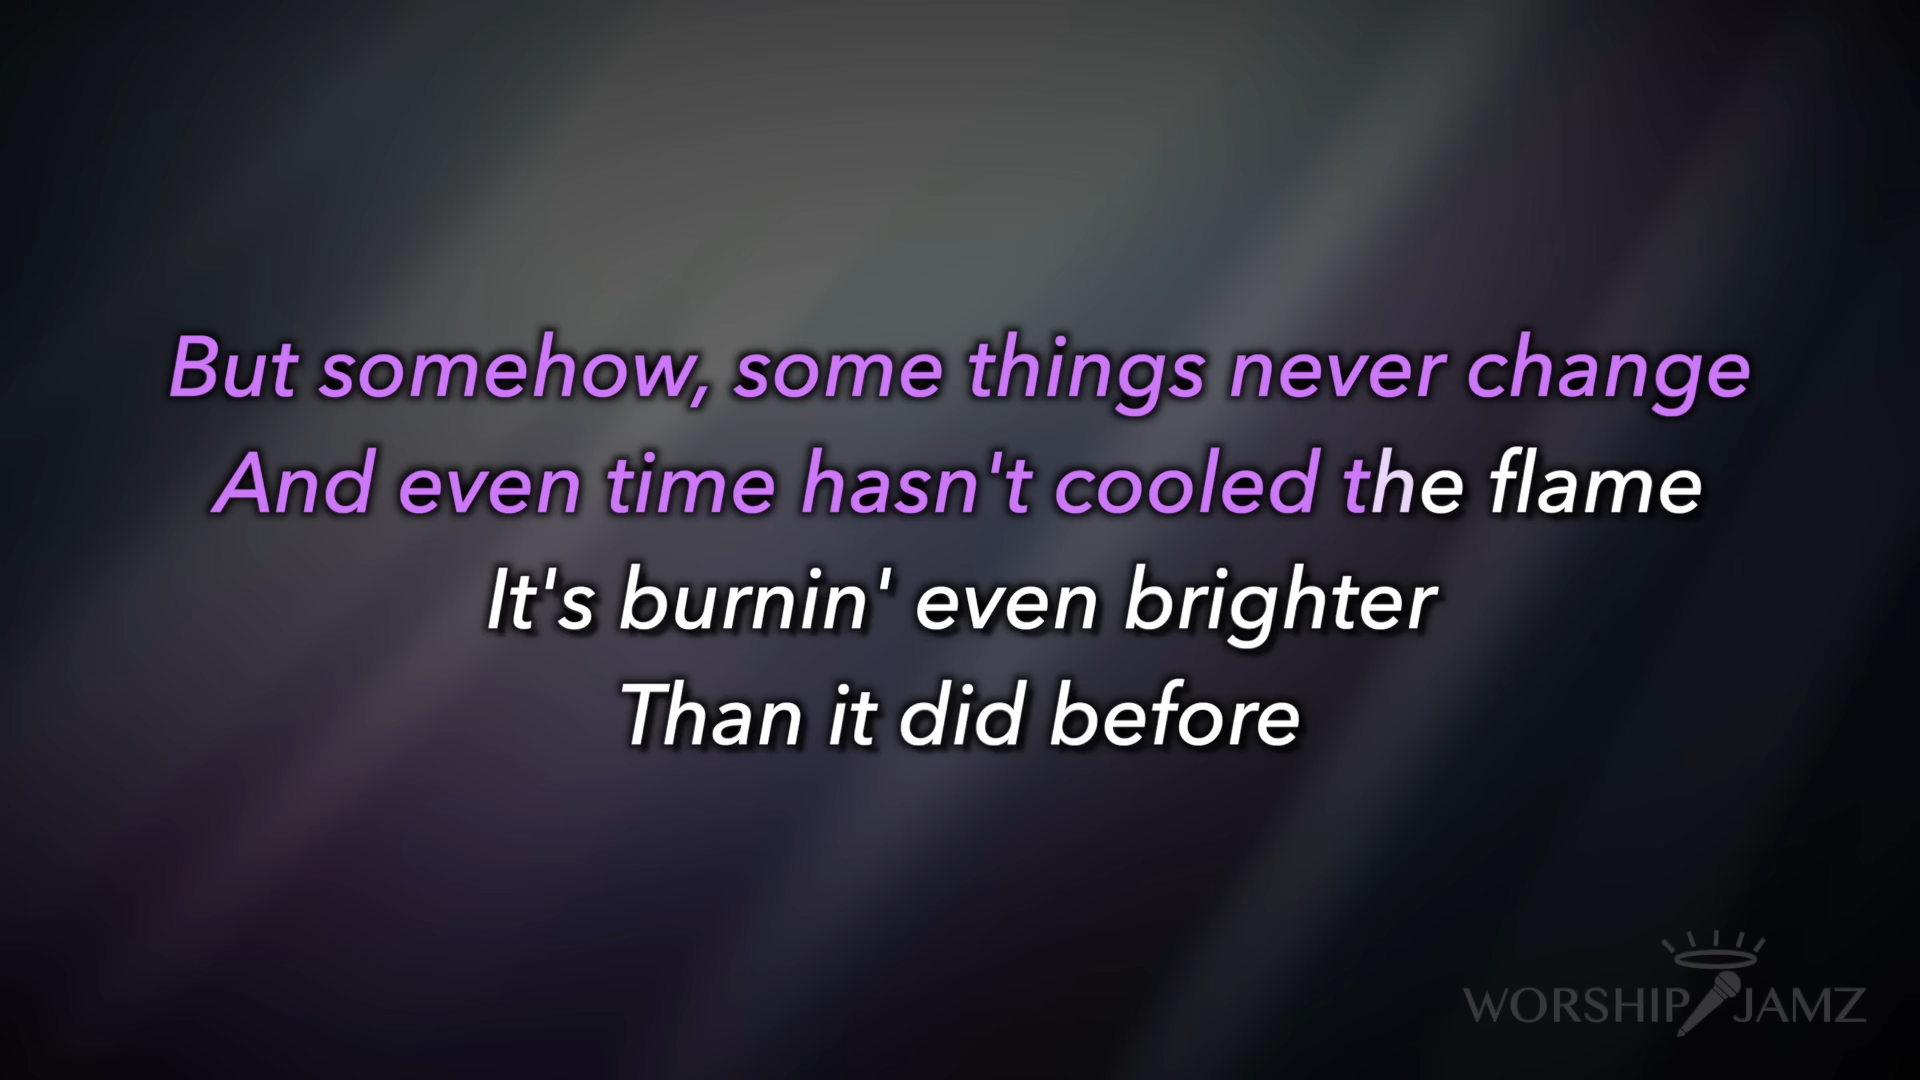 But somehow, some things never change
And even time hasn't cooled the flame
It's burnin' even brighter
Than it did before
WORSHIP JAMZ